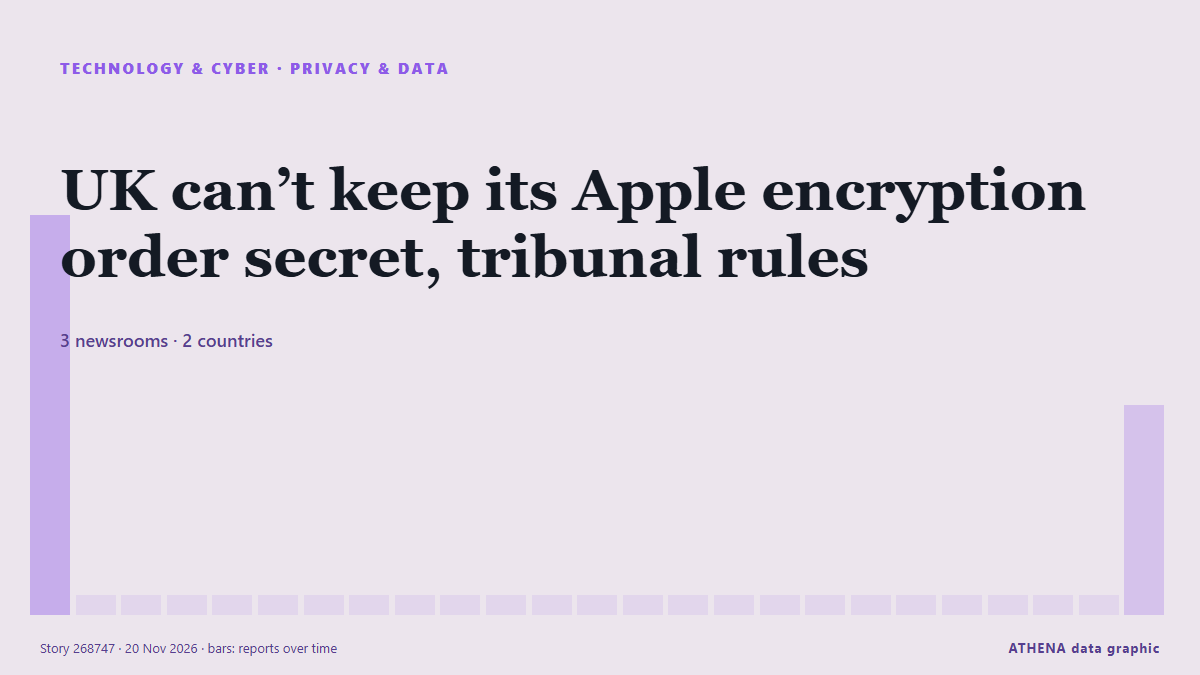 TECHNOLOGY & CYBER · PRIVACY & DATA
UK can’t keep its Apple encryption
order secret, tribunal rules
3 newsrooms · 2 countries
Story 268747 · 20 Nov 2026 · bars: reports over time
ATHENA data graphic